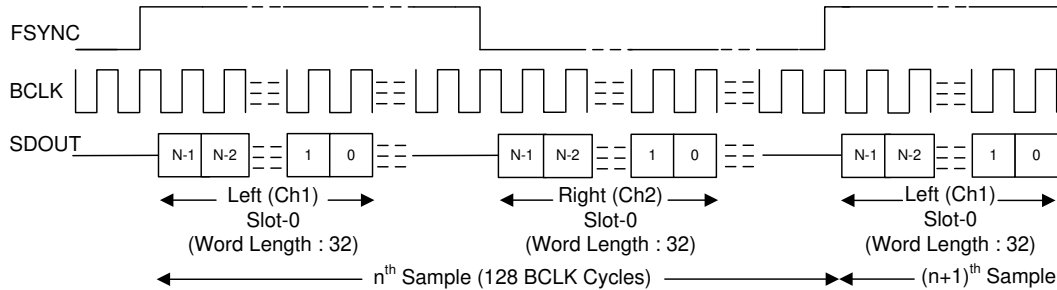 FSYNC
BCLK
SDOUT
N-1 N-2 1 0 N-1 N-2 1 0 N-1 N-2 1 0
Left (Ch1) Right (Ch2) Left (Ch1)
Slot-0 Slot-0 Slot-0
(Word Length : 32) (Word Length : 32) (Word Length : 32)
nth Sample (128 BCLK Cycles) (n+1)th Sample